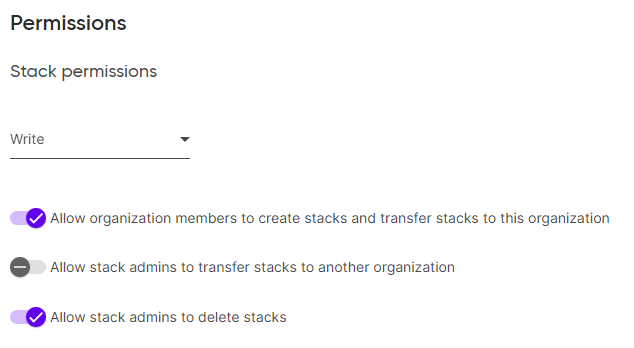 Permissions
Stack permissions
Write
Allow organization members to create stacks and transfer stacks to this organization
Allow stack admins to transfer stacks to another organization
Allow stack admins to delete stacks